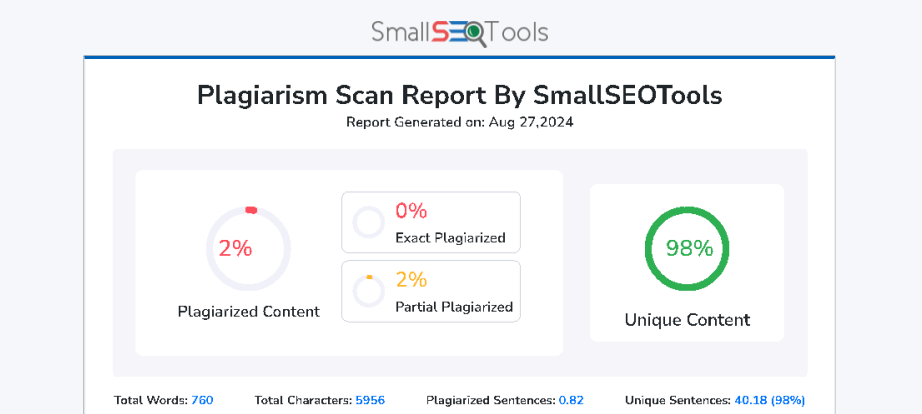 SmallSEOTools
Plagiarism Scan Report By SmallSEOTools
Report Generated on: Aug 27,2024
2%
Plagiarized Content
0%
Exact Plagiarized
2%
Partial Plagiarized
98%
Unique Content
Total Words: 760 Total Characters: 5956 Plagiarized Sentences: 0.82 Unique Sentences: 40.18 (98%)